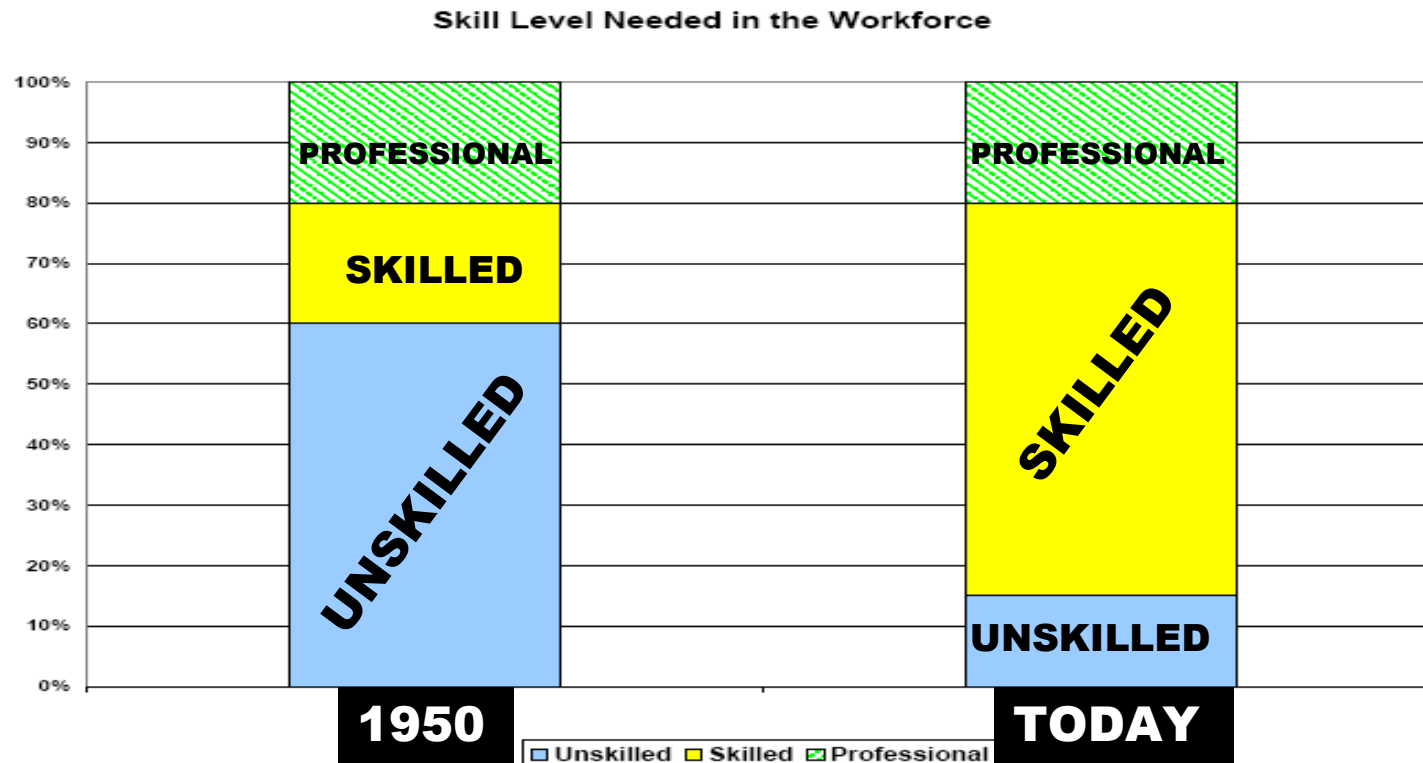 Skill Level Needed in the Workforce
100%
90%
80%
70%
60%
50%
40%
30%
20%
10%
0%
PROFESSIONAL
SKILLED
UNSKILLED
PROFESSIONAL
SKILLED
UNSKILLED
1950
TODAY
Unskilled Skilled Professional